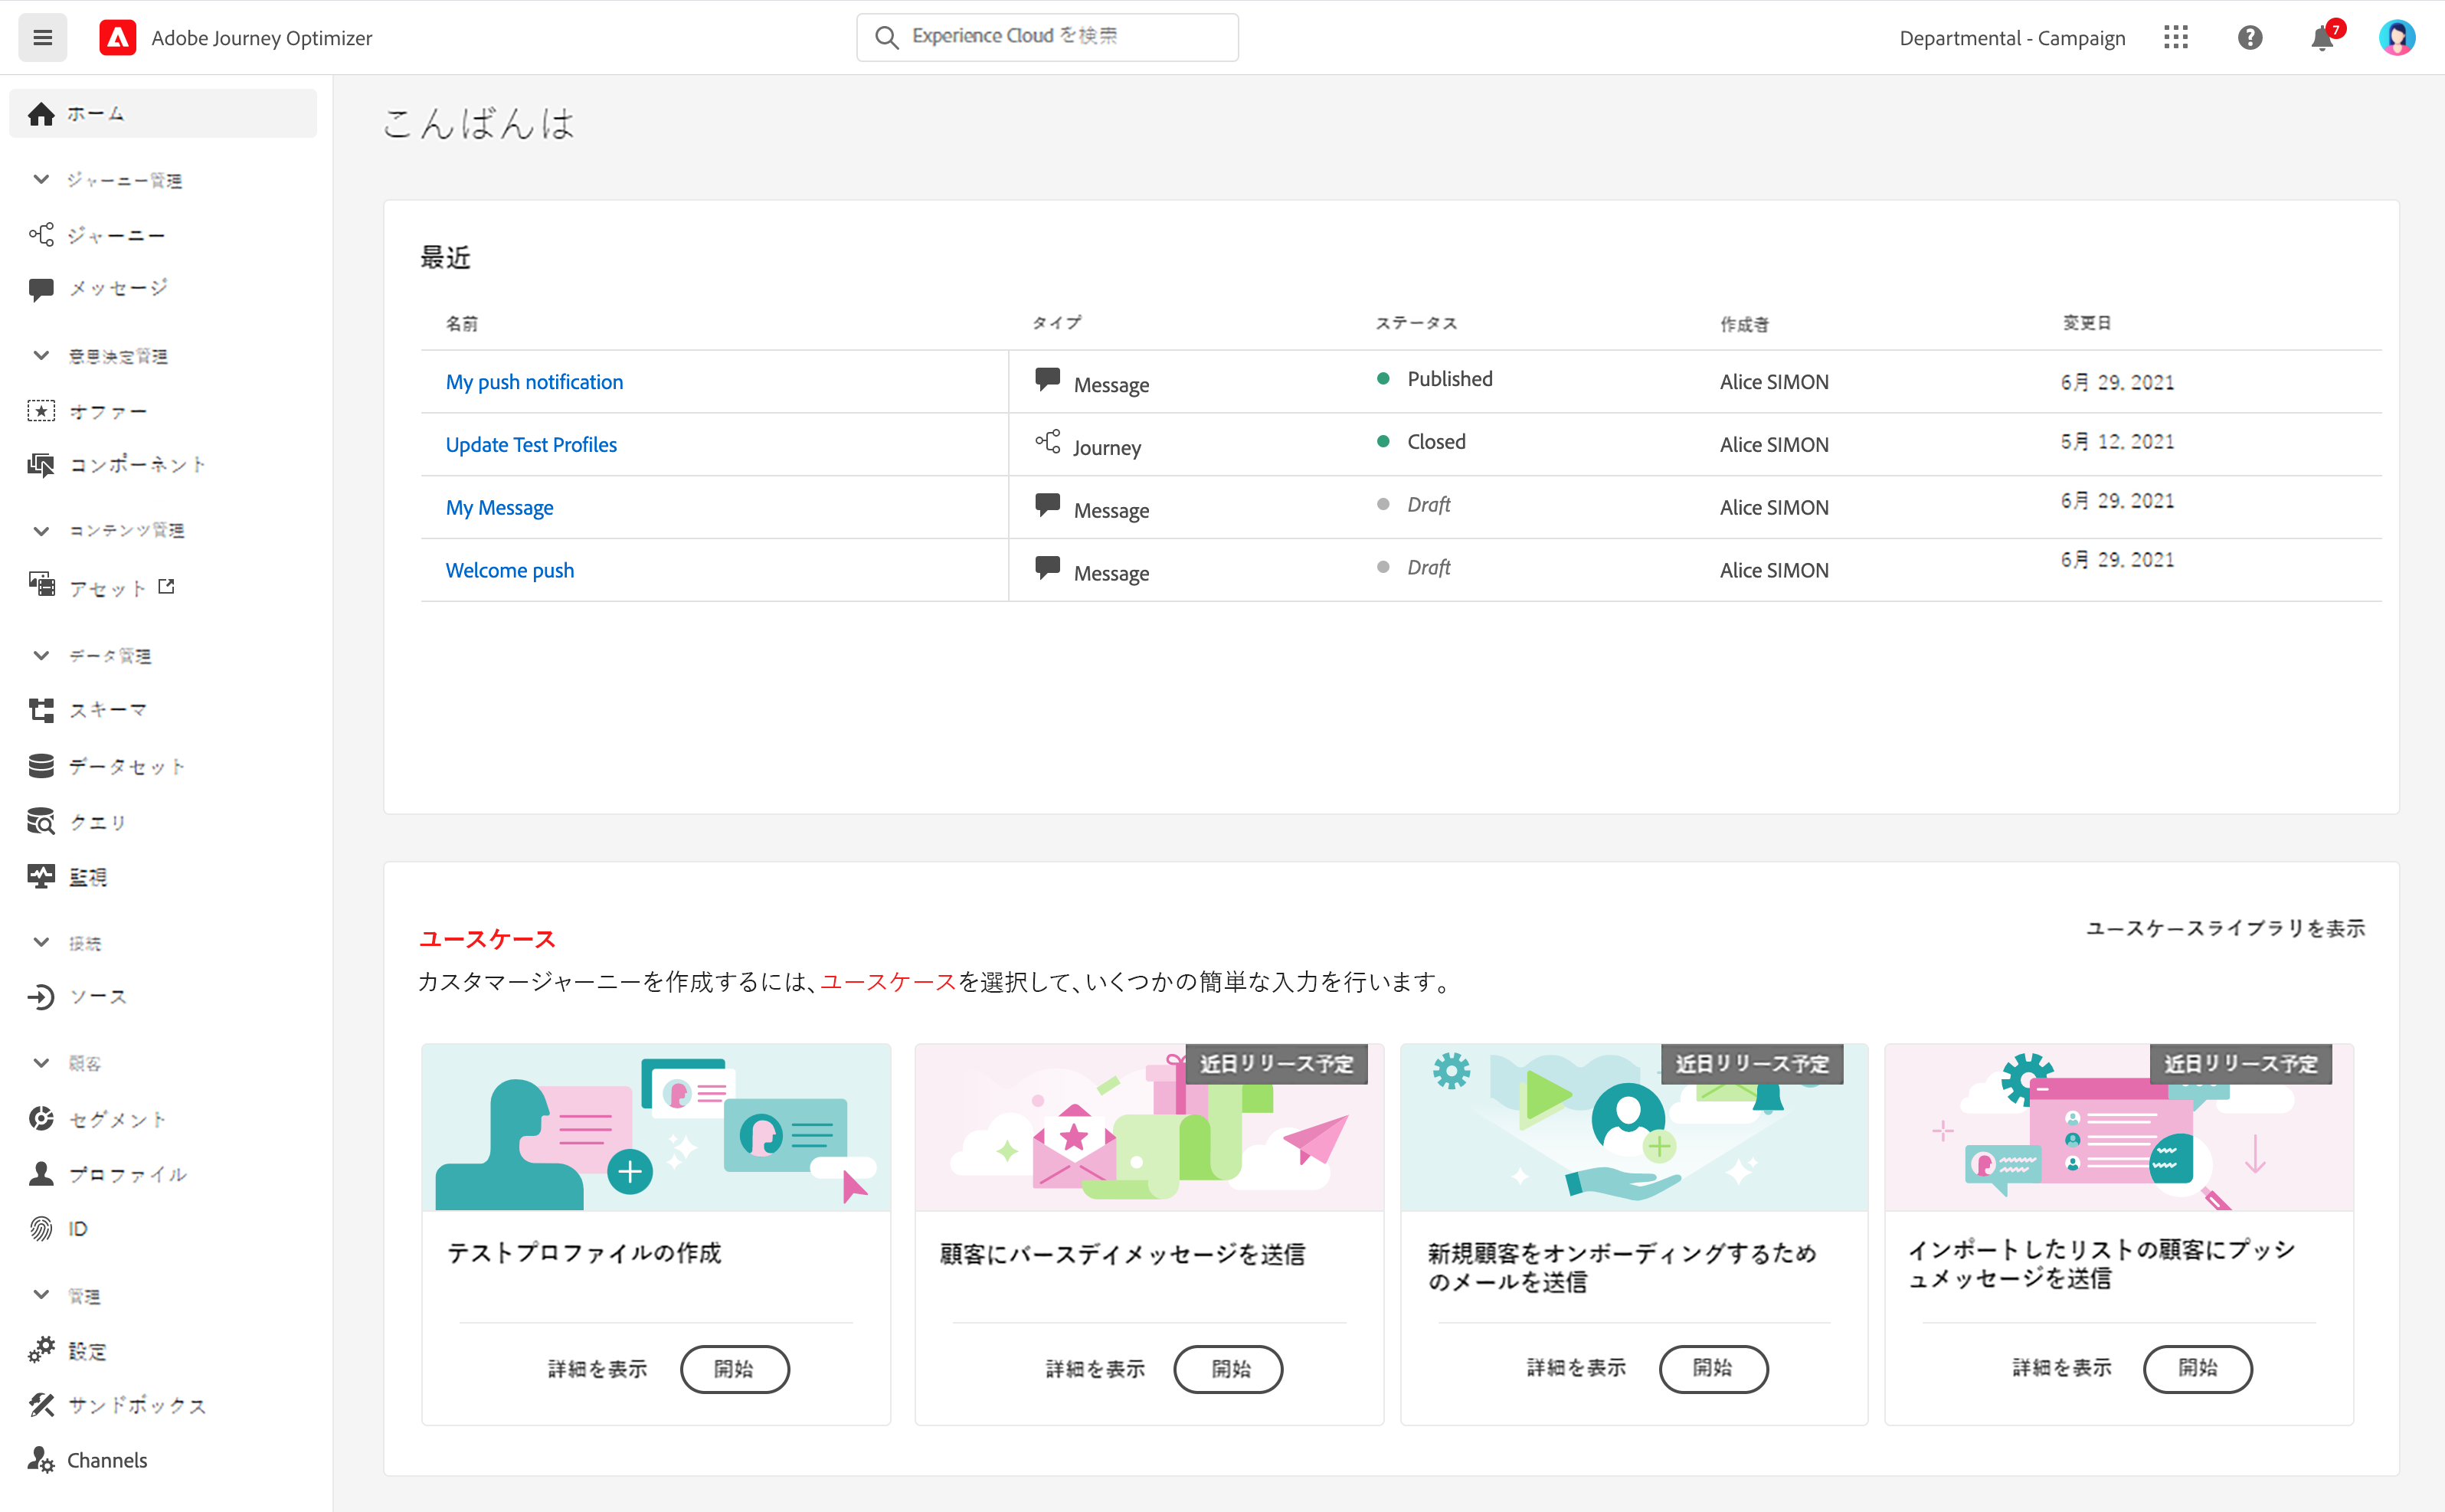 Adobe Journey Optimizer
Experience Cloud を検索
Departmental - Campaign
7
ホーム
ジャーニー管理
ジャーニー
メッセージ
意思決定管理
オファー
コンポーネント
コンテンツ管理
アセット
データ管理
スキーマ
データセット
クエリ
監視
接続
ソース
顧客
セグメント
プロファイル
ID
管理
設定
サンドボックス
Channels
こんばんは
最近
名前 タイプ ステータス 作成者 変更日
My push notification Message Published Alice SIMON 6月 29, 2021
Update Test Profiles Journey Closed Alice SIMON 5月 12, 2021
My Message Message Draft Alice SIMON 6月 29, 2021
Welcome push Message Draft Alice SIMON 6月 29, 2021
ユースケース
ユースケースライブラリを表示
カスタマージャーニーを作成するには、ユースケースを選択して、いくつかの簡単な入力を行います。
テストプロファイルの作成
詳細を表示 開始
近日リリース予定
顧客にバースデイメッセージを送信
詳細を表示 開始
近日リリース予定
新規顧客をオンボーディングするため
のメールを送信
詳細を表示 開始
近日リリース予定
インポートしたリストの顧客にプッシ
ュメッセージを送信
詳細を表示 開始